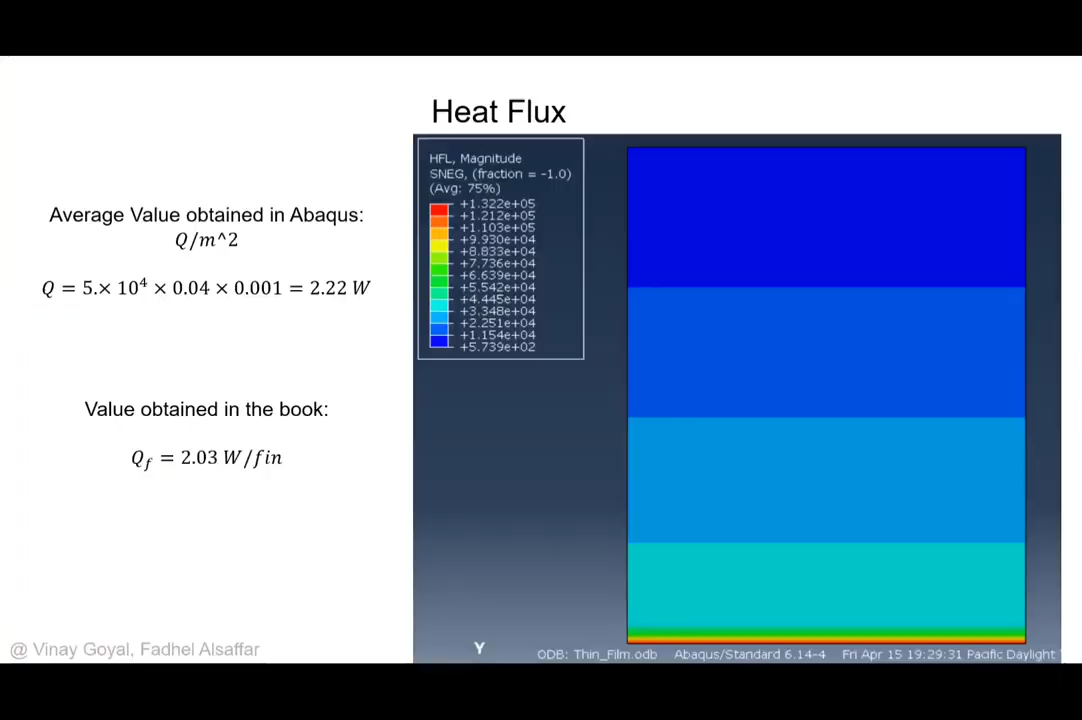 Heat Flux
Average Value obtained in Abaqus:
Q/m^2
Q = 5.× 10⁴ × 0.04 × 0.001 = 2.22 W
Value obtained in the book:
Q_f = 2.03 W/fin
HFL, Magnitude
SNEG, (fraction = -1.0)
(Avg: 75%)
+1.322e+05
+1.212e+05
+1.103e+05
+9.930e+04
+8.833e+04
+7.736e+04
+6.639e+04
+5.542e+04
+4.445e+04
+3.348e+04
+2.251e+04
+1.154e+04
+5.739e+02
Y
ODB: Thin_Film.odb Abaqus/Standard 6.14-4 Fri Apr 15 19:29:31 Pacific Daylight
@ Vinay Goyal, Fadhel Alsaffar